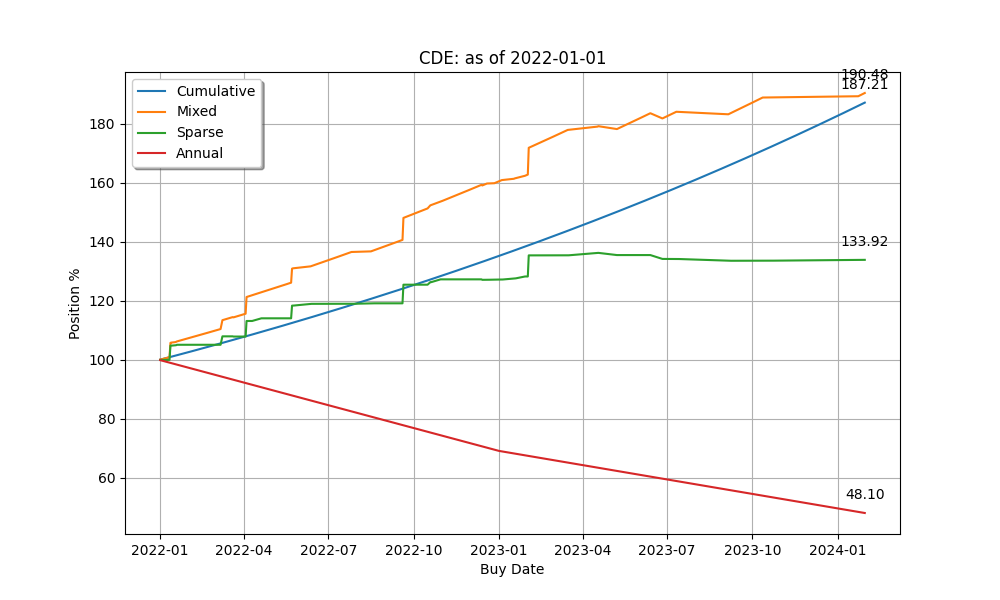 CDE: as of 2022-01-01
Cumulative
Mixed
Sparse
Annual
190.48
187.21
133.92
48.10
180
160
140
120
100
80
60
Position %
2022-01
2022-04
2022-07
2022-10
2023-01
2023-04
2023-07
2023-10
2024-01
Buy Date